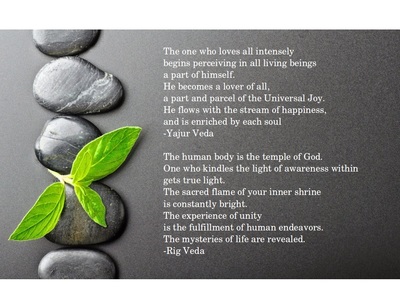 The one who loves all intensely
begins perceiving in all living beings
a part of himself.
He becomes a lover of all,
a part and parcel of the Universal Joy.
He flows with the stream of happiness,
and is enriched by each soul
-Yajur Veda
The human body is the temple of God.
One who kindles the light of awareness within
gets true light.
The sacred flame of your inner shrine
is constantly bright.
The experience of unity
is the fulfillment of human endeavors.
The mysteries of life are revealed.
-Rig Veda